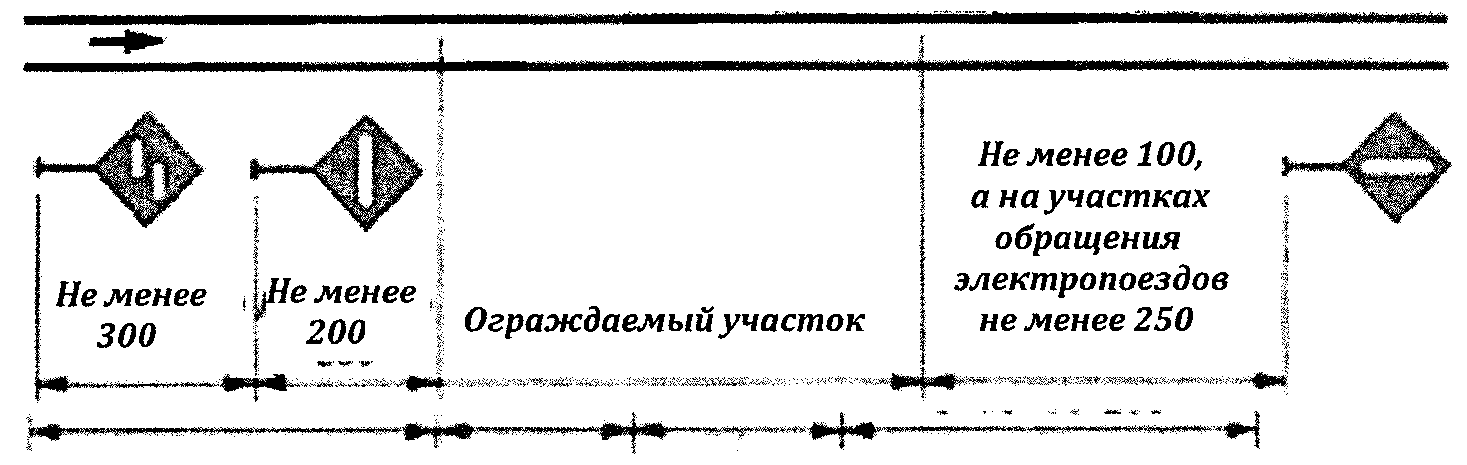 Не менее
300
Не менее
200
Ограждаемый участок
Не менее 100,
а на участках
обращения
электропоездов
не менее 250